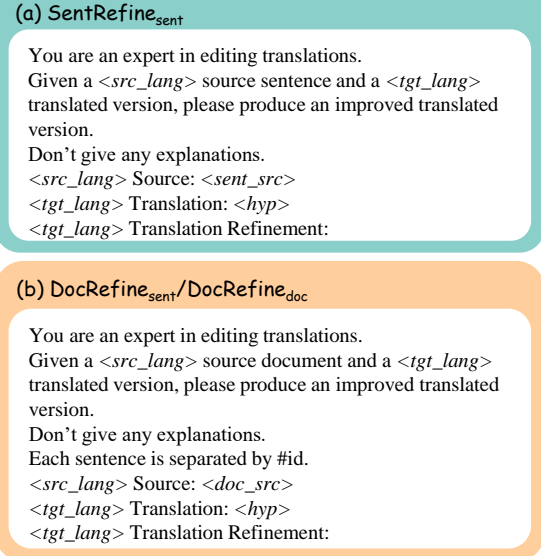 (a) SentRefine_sent
You are an expert in editing translations.
Given a <src_lang> source sentence and a <tgt_lang>
translated version, please produce an improved translated
version.
Don’t give any explanations.
<src_lang> Source: <sent_src>
<tgt_lang> Translation: <hyp>
<tgt_lang> Translation Refinement:
(b) DocRefine_sent/DocRefine_doc
You are an expert in editing translations.
Given a <src_lang> source document and a <tgt_lang>
translated version, please produce an improved translated
version.
Don’t give any explanations.
Each sentence is separated by #id.
<src_lang> Source: <doc_src>
<tgt_lang> Translation: <hyp>
<tgt_lang> Translation Refinement: